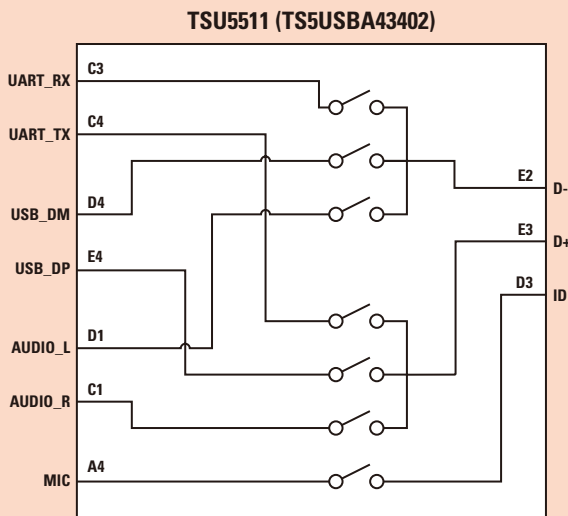 TSU5511 (TS5USBA43402)
UART_RX C3
UART_TX C4
USB_DM D4
USB_DP E4
AUDIO_L D1
AUDIO_R C1
MIC A4
E2 D-
E3 D+
D3 ID